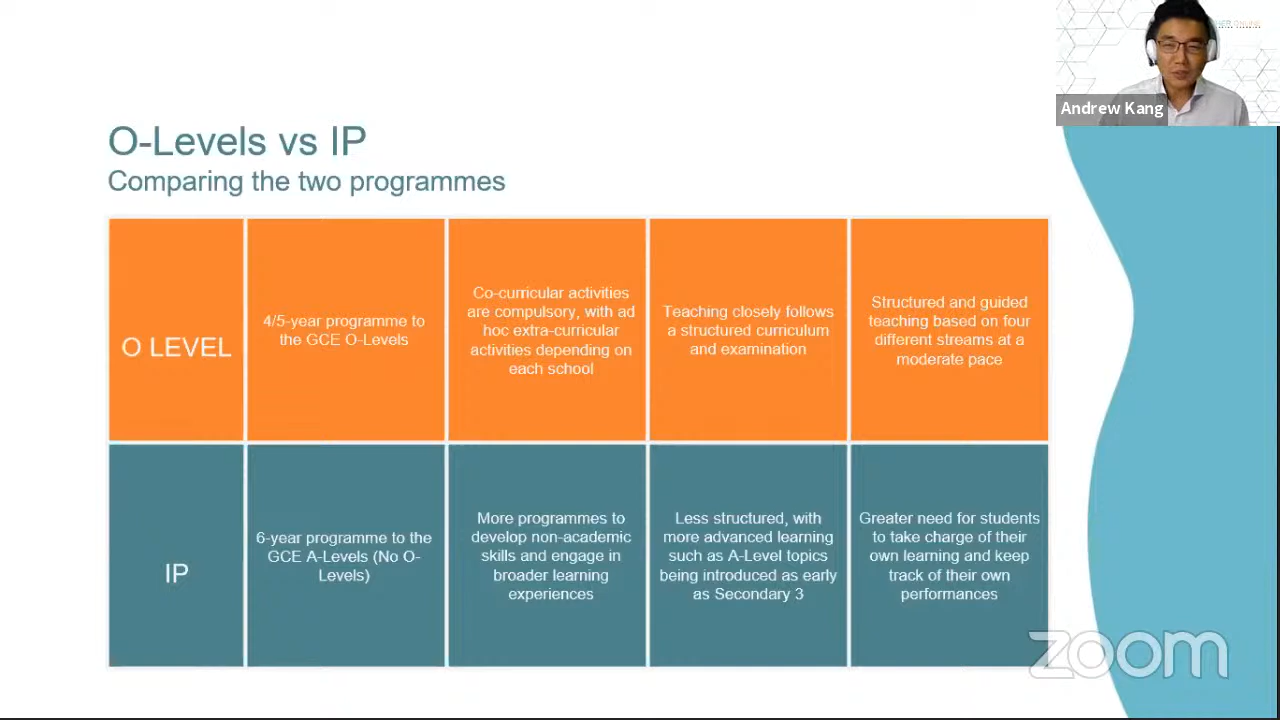 Andrew Kang
O-Levels vs IP
Comparing the two programmes
O LEVEL
4/5-year programme to
the GCE O-Levels
Co-curricular activities
are compulsory, with ad
hoc extra-curricular
activities depending on
each school
Teaching closely follows
a structured curriculum
and examination
Structured and guided
teaching based on four
different streams at a
moderate pace
IP
6-year programme to the
GCE A-Levels (No O-
Levels)
More programmes to
develop non-academic
skills and engage in
broader learning
experiences
Less structured, with
more advanced learning
such as A-Level topics
being introduced as early
as Secondary 3
Greater need for students
to take charge of their
own learning and keep
track of their own
performances
zoom